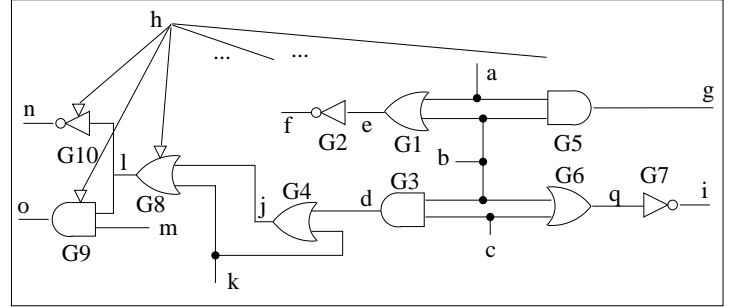 h
... ...
a
n g
f G2 e G1 G5
G10 l b
G8 G4 G3 G6 G7
o j d q i
m
G9 c
k